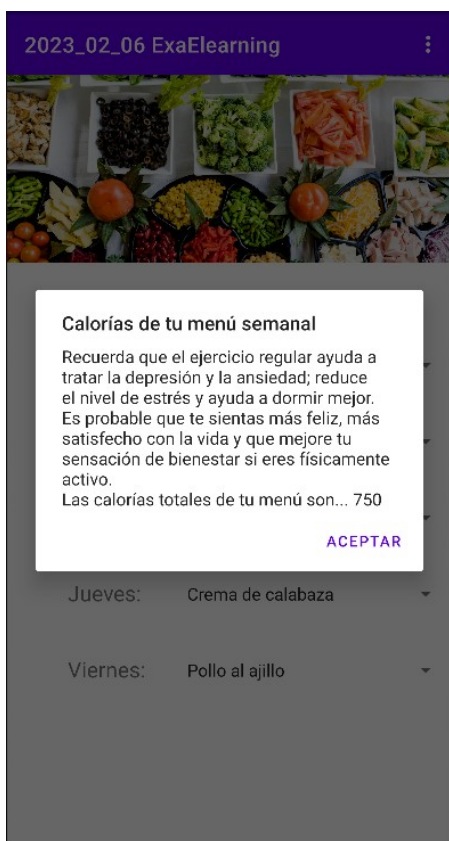 2023_02_06 ExaElearning
Calorías de tu menú semanal
Recuerda que el ejercicio regular ayuda a
tratar la depresión y la ansiedad; reduce
el nivel de estrés y ayuda a dormir mejor.
Es probable que te sientas más feliz, más
satisfecho con la vida y que mejore tu
sensación de bienestar si eres físicamente
activo.
Las calorías totales de tu menú son... 750
ACEPTAR
Jueves: Crema de calabaza
Viernes: Pollo al ajillo